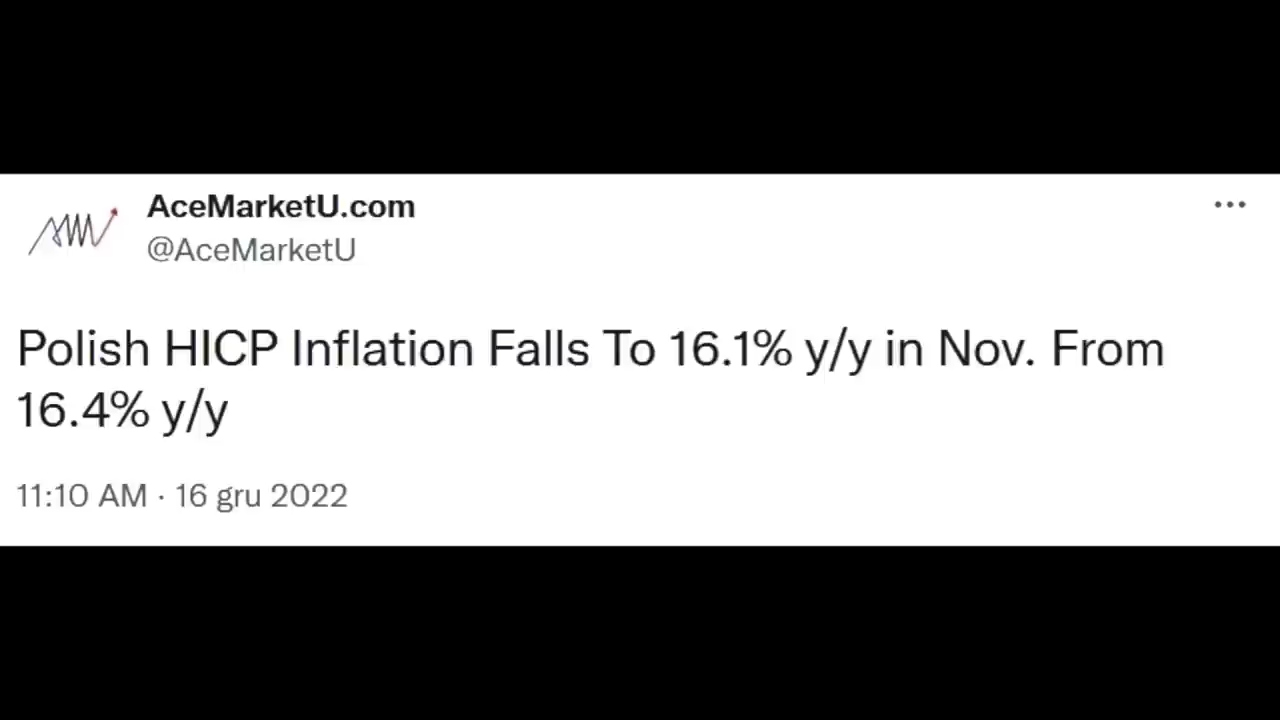 AceMarketU.com
@AceMarketU
Polish HICP Inflation Falls To 16.1% y/y in Nov. From
16.4% y/y
11:10 AM · 16 gru 2022